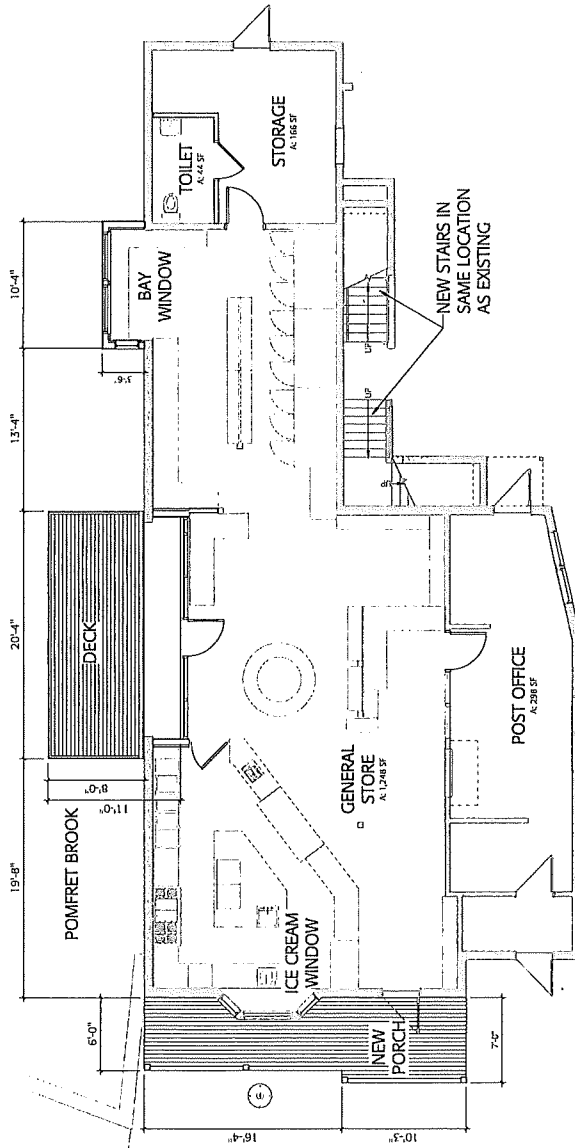 10'-4"
3'-6"
13'-4"
20'-4"
19'-8"
BAY
WINDOW
TOILET
A: 44 SF
STORAGE
A: 166 SF
NEW STAIRS IN
SAME LOCATION
AS EXISTING
UP
UP
UP
DECK
8'-0"
11'-0"
POMFRET BROOK
GENERAL
STORE
A: 1,248 SF
POST OFFICE
A: 298 SF
ICE CREAM
WINDOW
NEW
PORCH
6'-0"
16'-4"
10'-3"